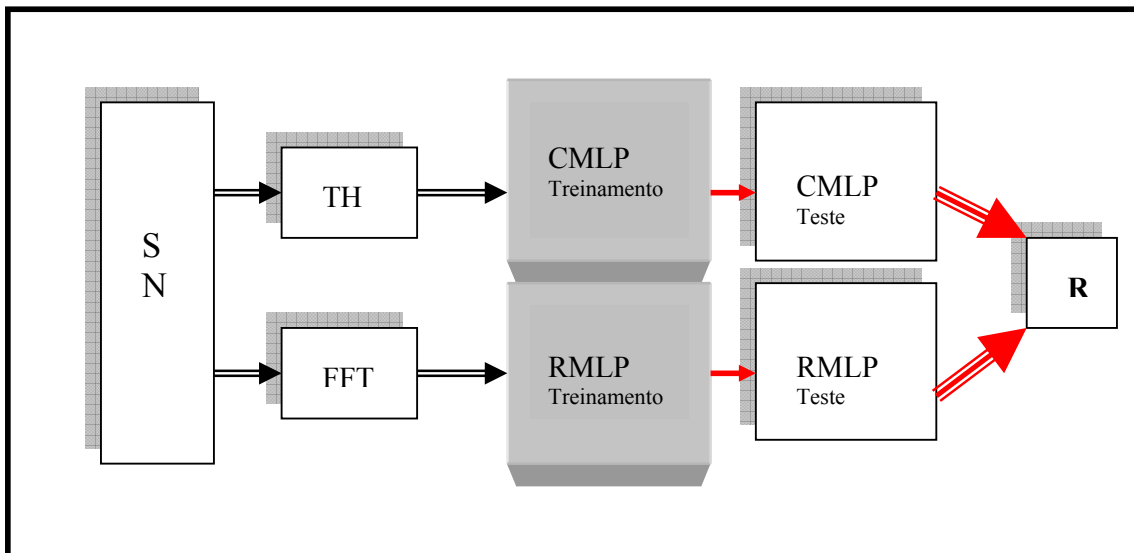 S
N
TH
CMLP
Treinamento
CMLP
Teste
R
FFT
RMLP
Treinamento
RMLP
Teste